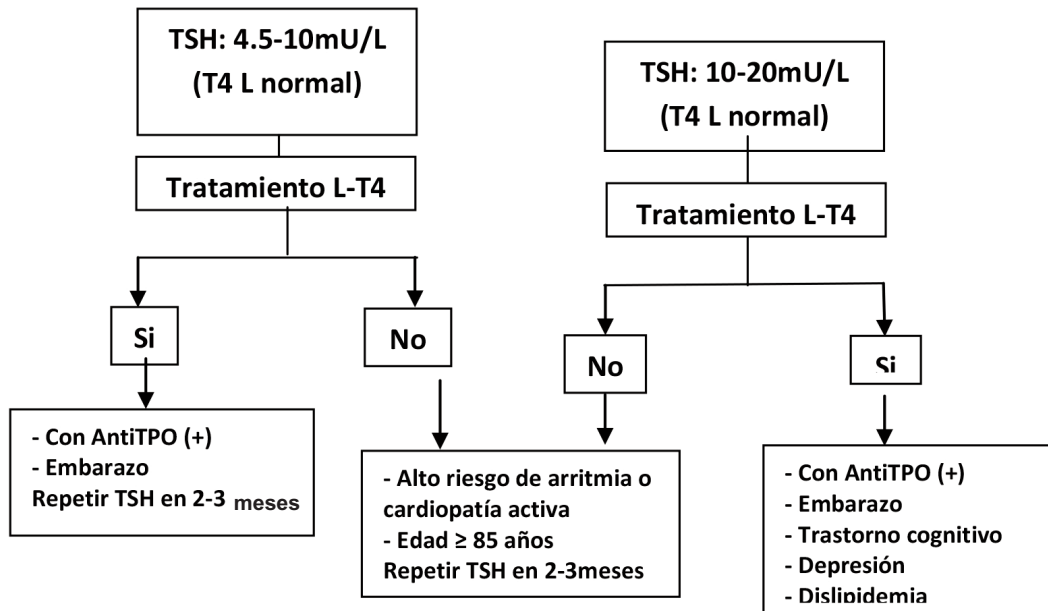 TSH: 4.5-10mU/L
(T4 L normal)
Tratamiento L-T4
Si
No
- Con AntiTPO (+)
- Embarazo
Repetir TSH en 2-3 meses
TSH: 10-20mU/L
(T4 L normal)
Tratamiento L-T4
No
Si
- Alto riesgo de arritmia o
cardiopatía activa
- Edad ≥ 85 años
Repetir TSH en 2-3meses
- Con AntiTPO (+)
- Embarazo
- Trastorno cognitivo
- Depresión
- Dislipidemia